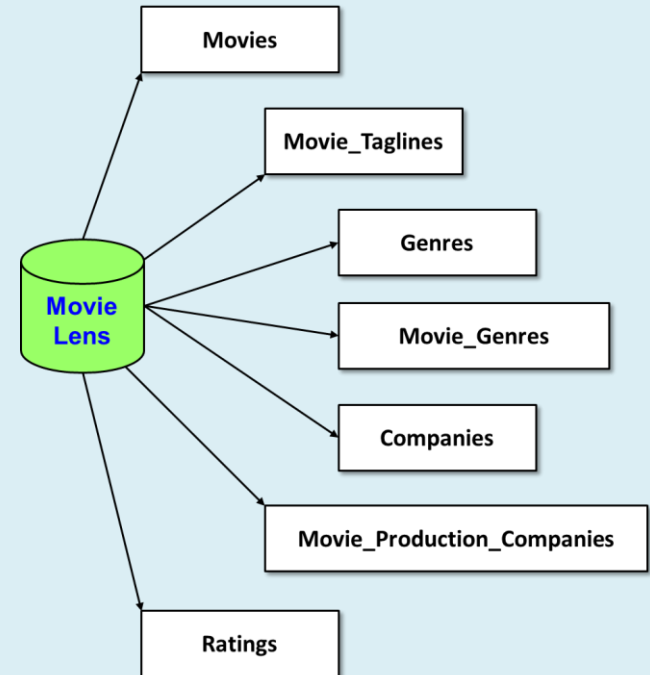 Movies
Movie_Taglines
Genres
Movie
Lens
Movie_Genres
Companies
Movie_Production_Companies
Ratings